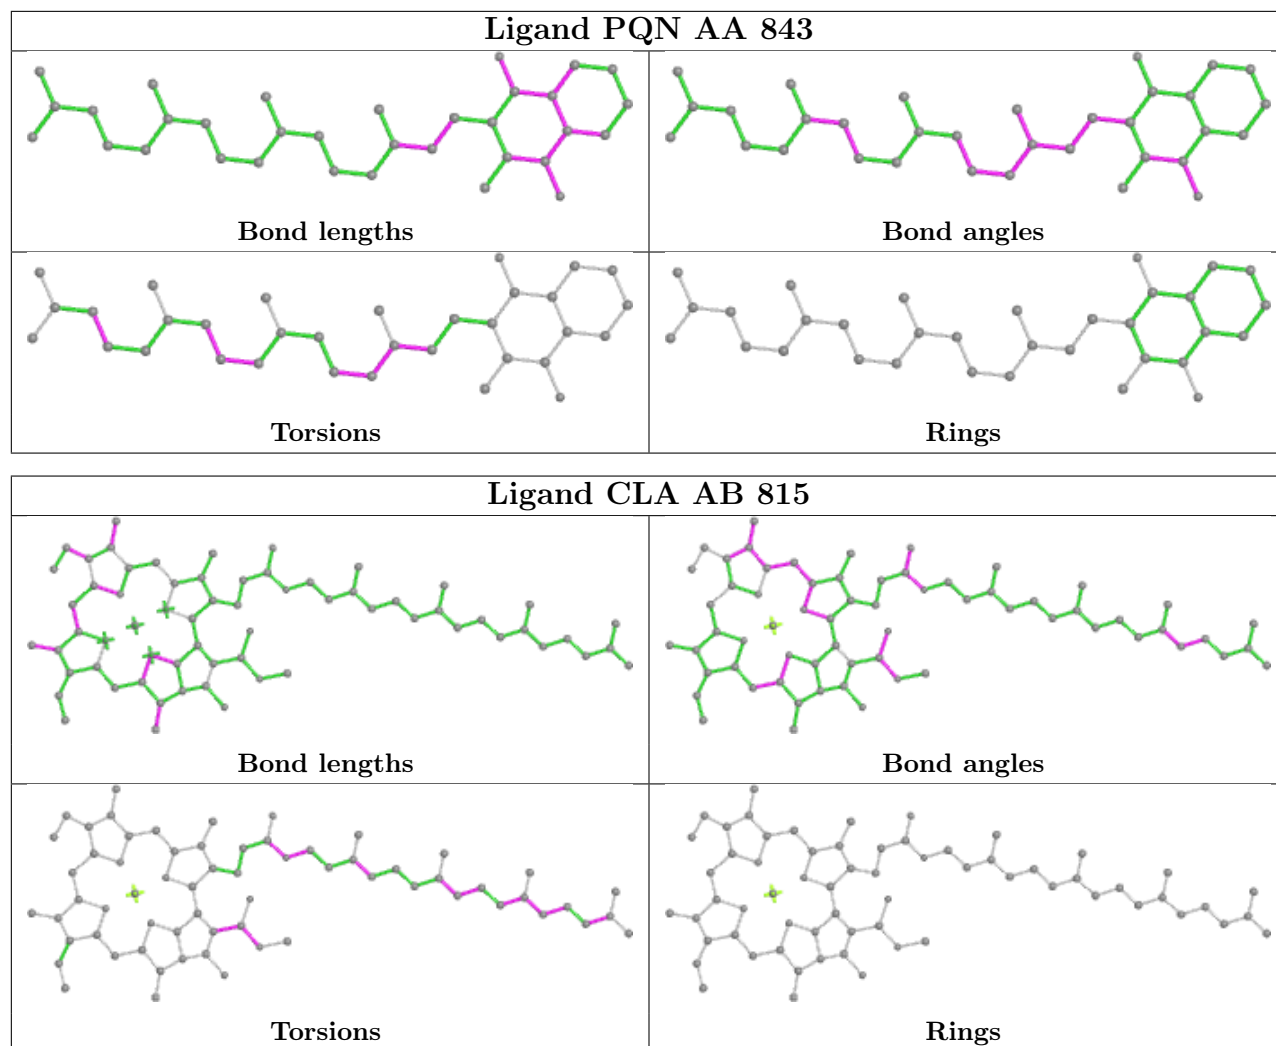 Ligand PQN AA 843
Bond lengths
Bond angles
Torsions
Rings
Ligand CLA AB 815
Bond lengths
Bond angles
Torsions
Rings